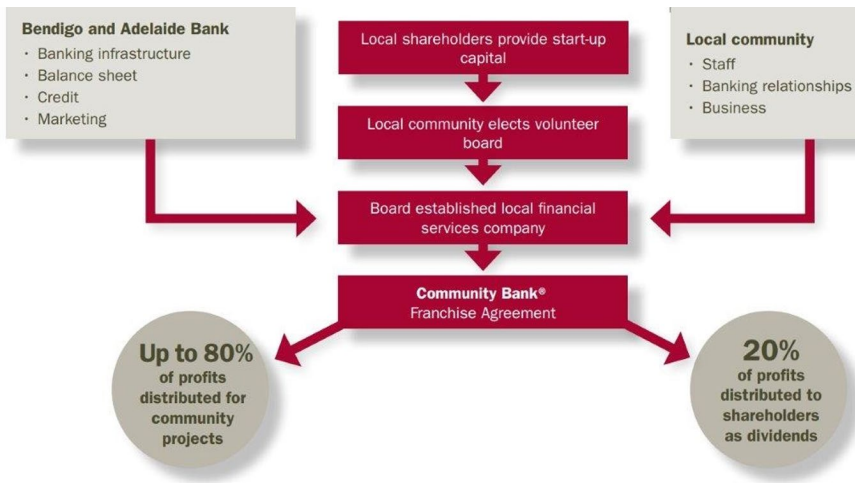 Bendigo and Adelaide Bank
· Banking infrastructure
· Balance sheet
· Credit
· Marketing
Local shareholders provide start-up
capital
Local community elects volunteer
board
Board established local financial
services company
Community Bank®
Franchise Agreement
Local community
· Staff
· Banking relationships
· Business
Up to 80%
of profits
distributed for
community
projects
20%
of profits
distributed to
shareholders
as dividends